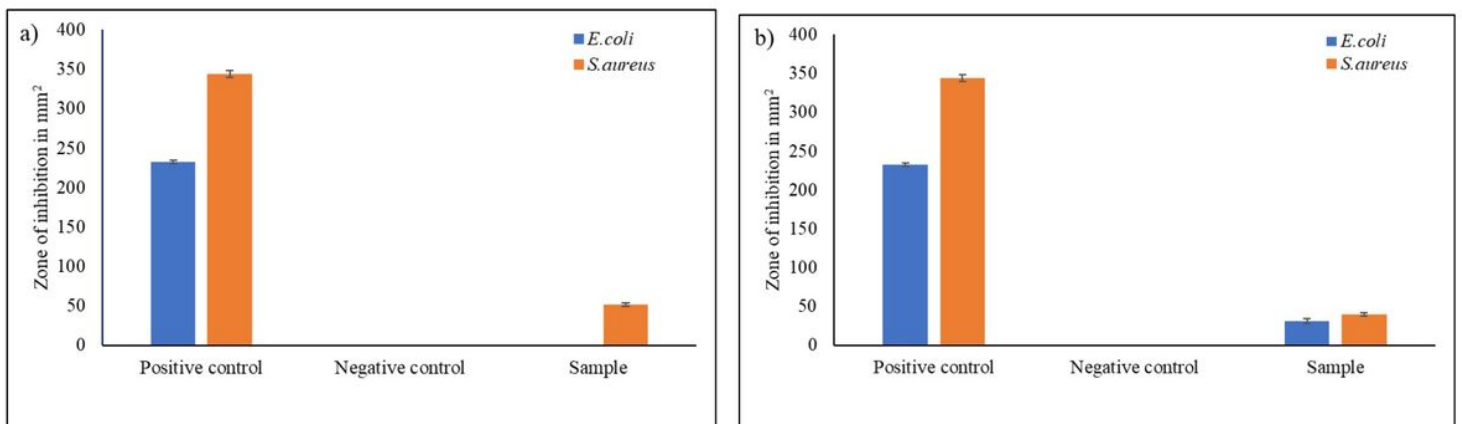 a)
E.coli
S.aureus
Zone of inhibition in mm²
400
350
300
250
200
150
100
50
0
Positive control
Negative control
Sample
b)
E.coli
S.aureus
Zone of inhibition in mm²
400
350
300
250
200
150
100
50
0
Positive control
Negative control
Sample